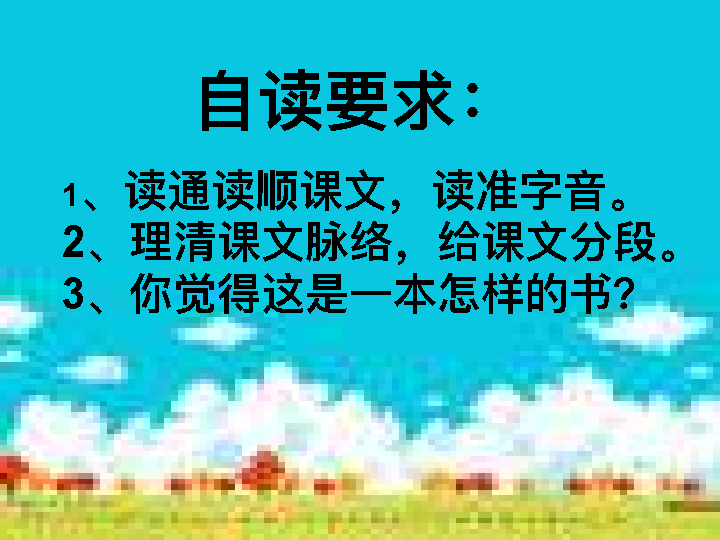 自读要求：
1、读通读顺课文，读准字音。
2、理清课文脉络，给课文分段。
3、你觉得这是一本怎样的书?